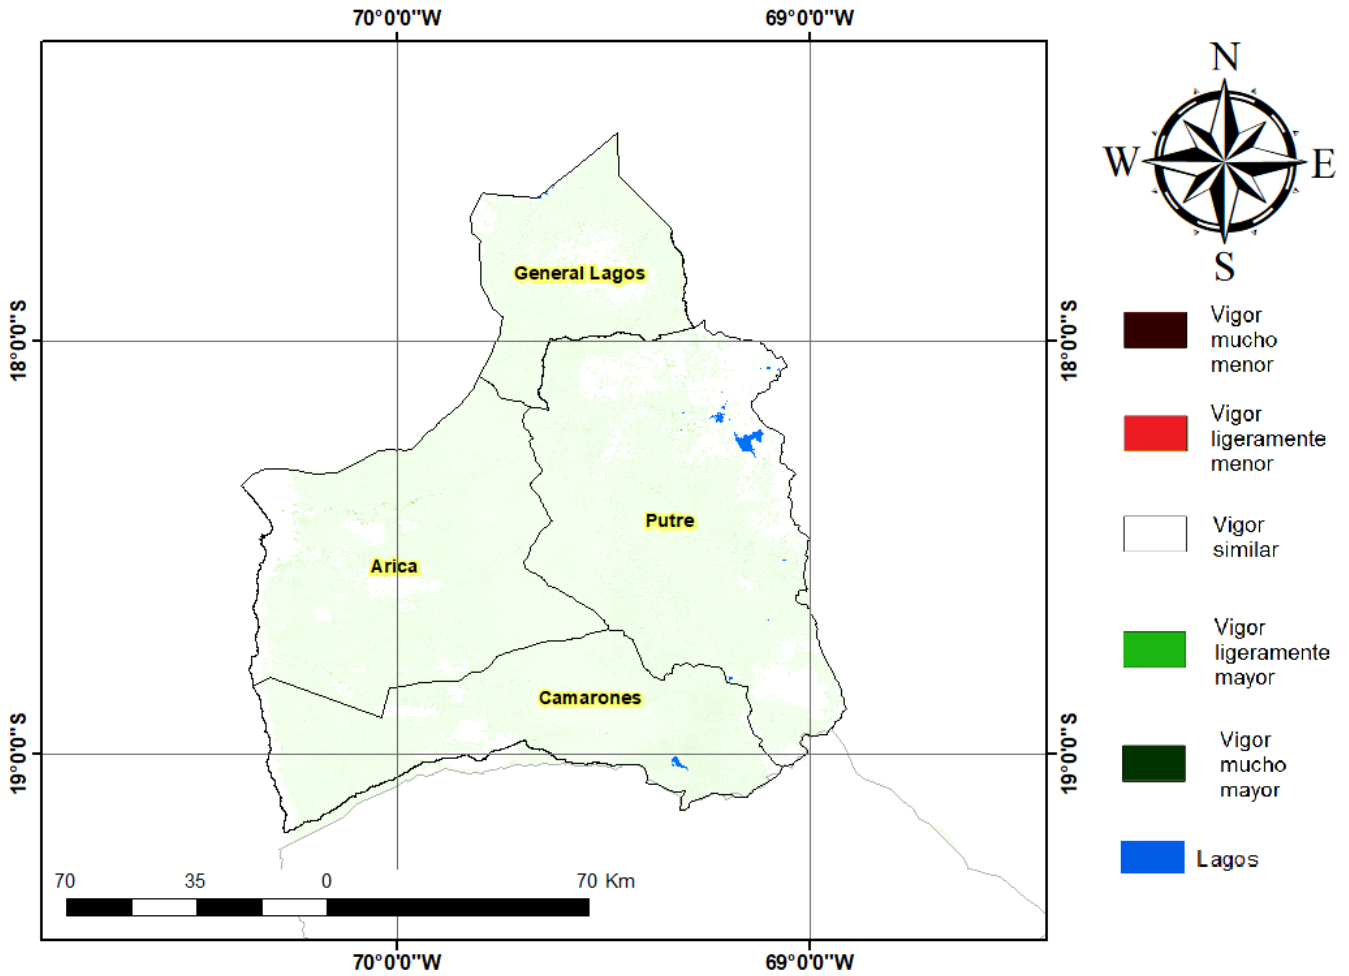 70°0'0"W
69°0'0"W
N
W
E
S
18°0'0"S
18°0'0"S
19°0'0"S
19°0'0"S
General Lagos
Putre
Arica
Camarones
Vigor
mucho
menor
Vigor
ligeramente
menor
Vigor
similar
Vigor
ligeramente
mayor
Vigor
mucho
mayor
Lagos
70
35
0
70 Km
70°0'0"W
69°0'0"W